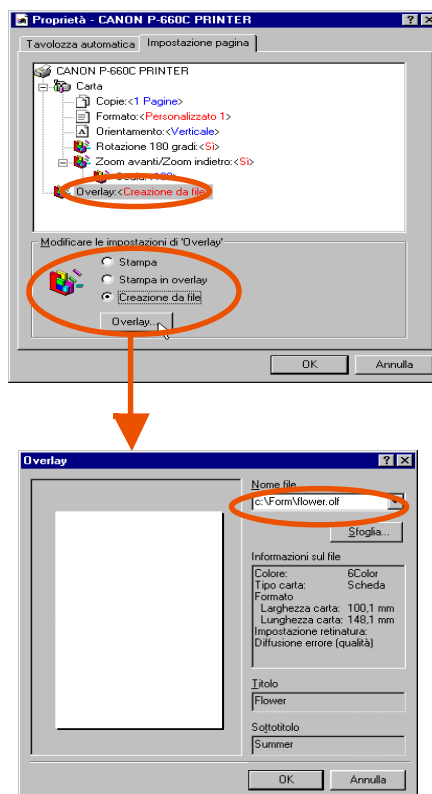 Proprietà - CANON P-660C PRINTER
Tavolozza automatica Impostazione pagina
CANON P-660C PRINTER
Carta
Copie:<1 Pagine>
Formato:<Personalizzato 1>
Orientamento:<Verticale>
Rotazione 180 gradi:<Sì>
Zoom avanti/Zoom indietro:<Sì>
Overlay:<Creazione da file>
Modificare le impostazioni di 'Overlay'
Stampa
Stampa in overlay
Creazione da file
Overlay...
OK Annulla
Overlay
Nome file
c:\Form\flower.olf
Sfoglia...
Informazioni sul file
Colore: 6Color
Tipo carta: Scheda
Formato
Larghezza carta: 100,1 mm
Lunghezza carta: 148,1 mm
Impostazione retinatura:
Diffusione errore (qualità)
Titolo
Flower
Sottotitolo
Summer
OK Annulla